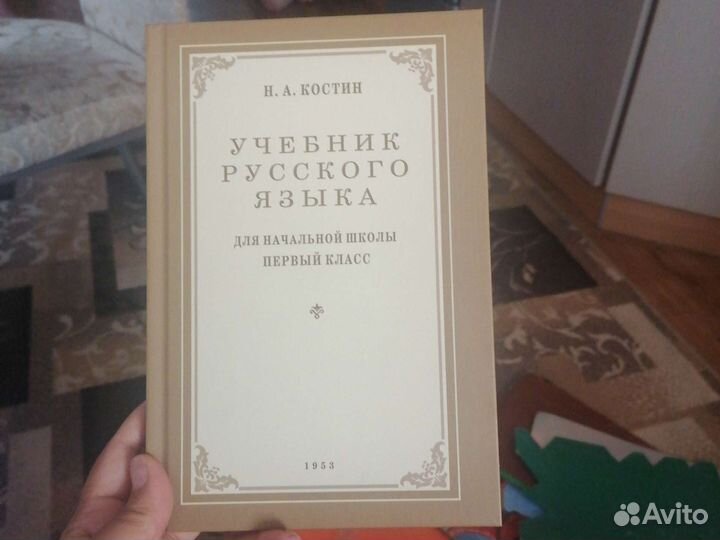 Н. А. КОСТИН
УЧЕБНИК
РУССКОГО
ЯЗЫКА
ДЛЯ НАЧАЛЬНОЙ ШКОЛЫ
ПЕРВЫЙ КЛАСС
1953
Avito